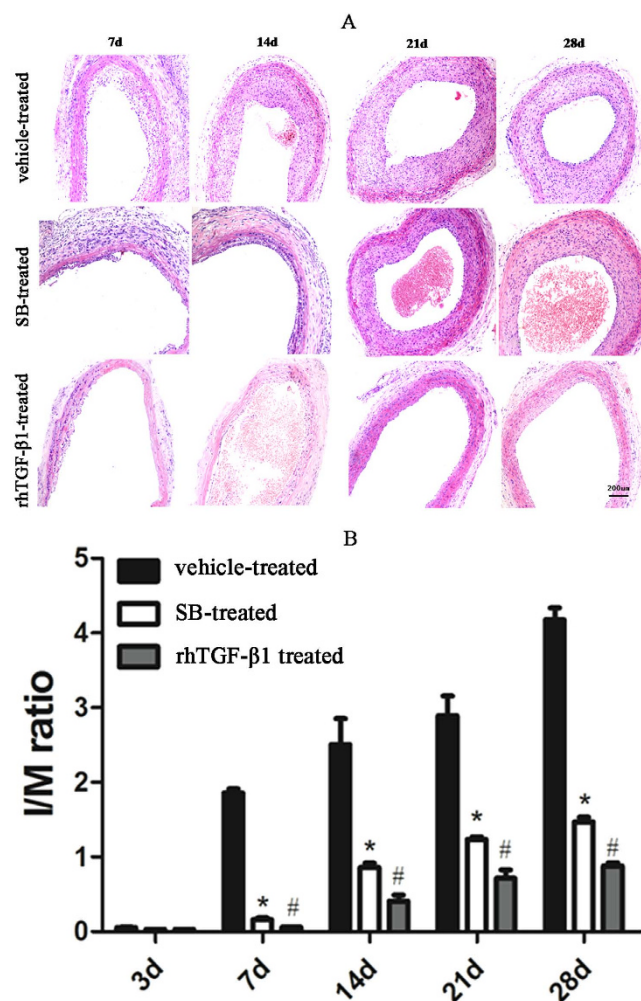 A
7d 14d 21d 28d
vehicle-treated
SB-treated
rhTGF-β1-treated
200um
B
5
4
3
2
1
0
I/M ratio
vehicle-treated
SB-treated
rhTGF-β1 treated
* #
* #
* #
* #
3d 7d 14d 21d 28d